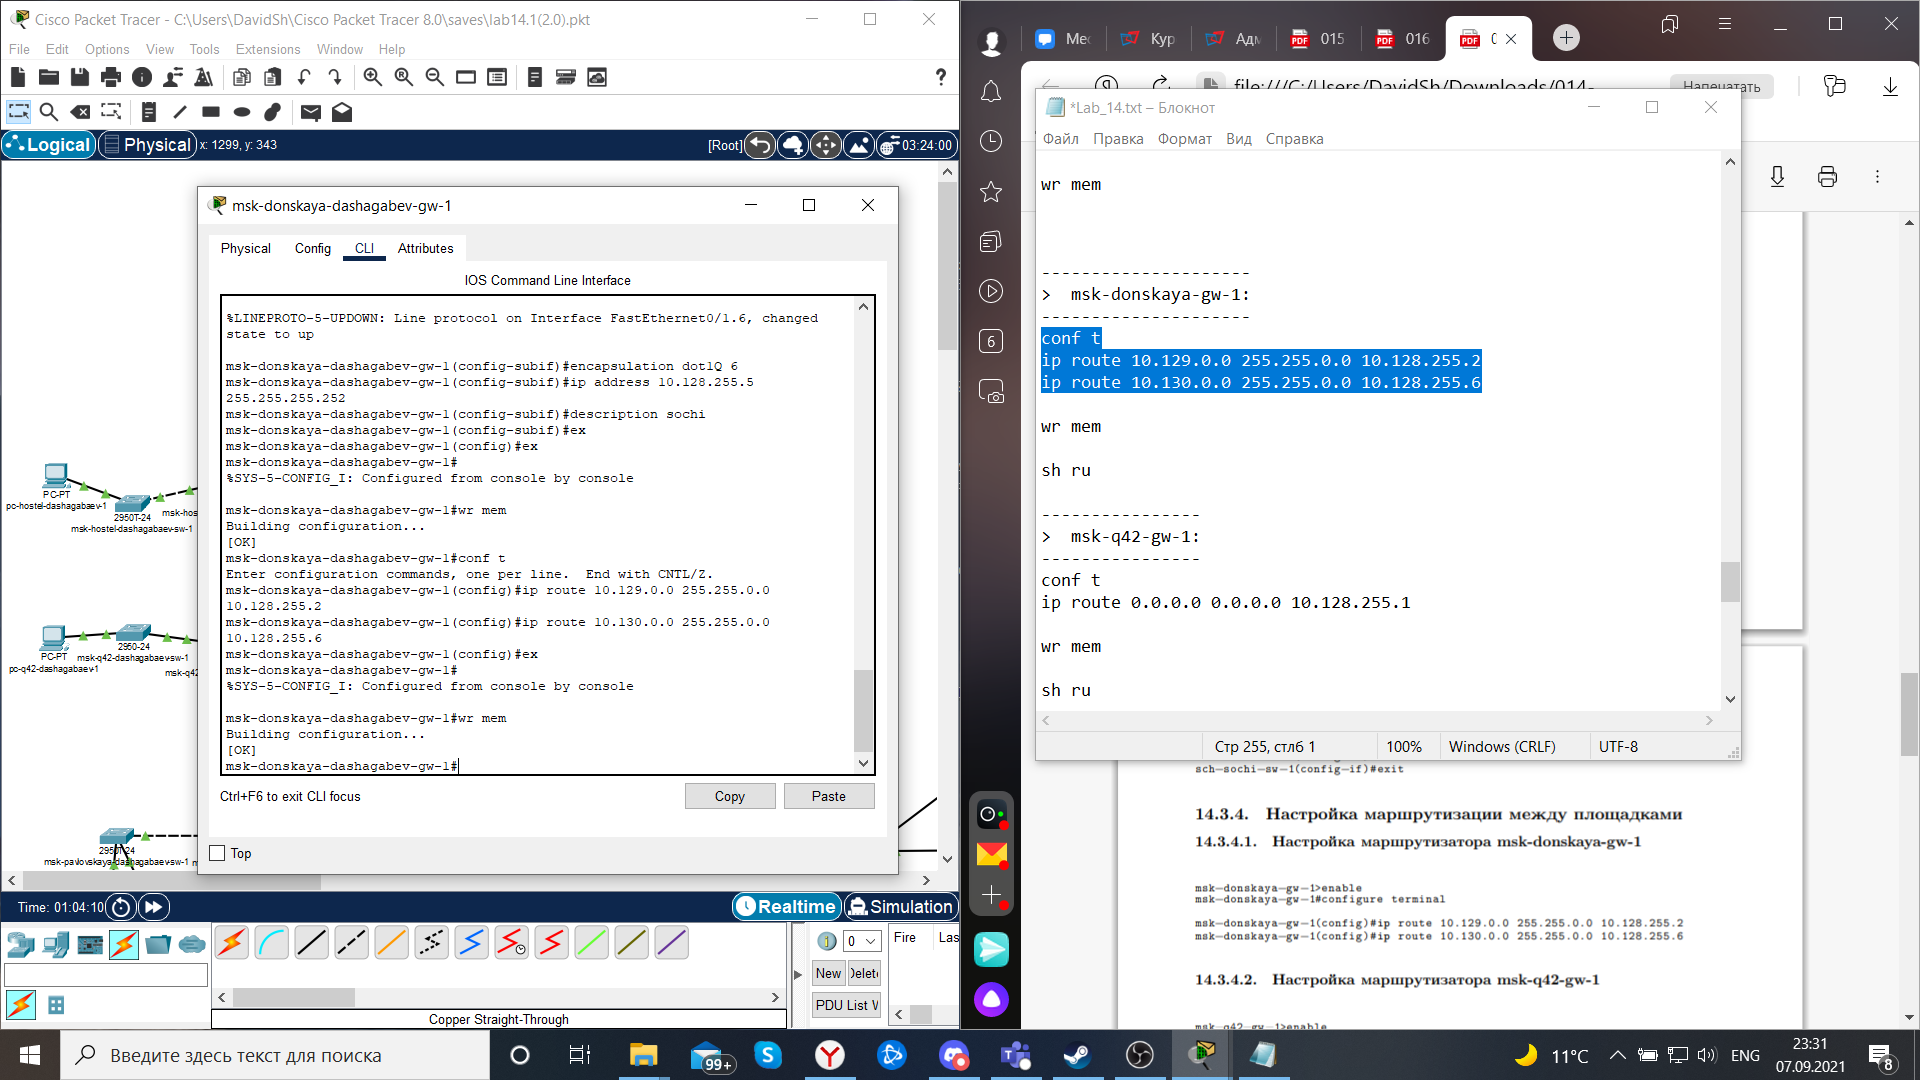 Cisco Packet Tracer - C:\Users\DavidSh\Cisco Packet Tracer 8.0\saves\lab14.1(2.0).pkt
File Edit Options View Tools Extensions Window Help
Logical Physical x: 1299, y: 343 [Root] 03:24:00
msk-donskaya-dashagabev-gw-1
Physical Config CLI Attributes
IOS Command Line Interface
%LINEPROTO-5-UPDOWN: Line protocol on Interface FastEthernet0/1.6, changed
state to up
msk-donskaya-dashagabev-gw-1(config-subif)#encapsulation dot1Q 6
msk-donskaya-dashagabev-gw-1(config-subif)#ip address 10.128.255.5
255.255.255.252
msk-donskaya-dashagabev-gw-1(config-subif)#description sochi
msk-donskaya-dashagabev-gw-1(config-subif)#ex
msk-donskaya-dashagabev-gw-1(config)#ex
msk-donskaya-dashagabev-gw-1#
%SYS-5-CONFIG_I: Configured from console by console
msk-donskaya-dashagabev-gw-1#wr mem
Building configuration...
[OK]
msk-donskaya-dashagabev-gw-1#conf t
Enter configuration commands, one per line.  End with CNTL/Z.
msk-donskaya-dashagabev-gw-1(config)#ip route 10.129.0.0 255.255.0.0
10.128.255.2
msk-donskaya-dashagabev-gw-1(config)#ip route 10.130.0.0 255.255.0.0
10.128.255.6
msk-donskaya-dashagabev-gw-1(config)#ex
msk-donskaya-dashagabev-gw-1#
%SYS-5-CONFIG_I: Configured from console by console
msk-donskaya-dashagabev-gw-1#wr mem
Building configuration...
[OK]
msk-donskaya-dashagabev-gw-1#
Ctrl+F6 to exit CLI focus
Copy Paste
Top
PC-PT
pc-hostel-dashagabaev-1
2950T-24
msk-hostel-dashagabaev-sw-1
msk-hos
PC-PT
pc-q42-dashagabaev-1
2950-24
msk-q42-dashagabaev-sw-1
msk-q42
2950T-24
msk-pavlovskaya-dashagabaev-sw-1
Time: 01:04:10
Realtime Simulation
0
Fire Las
New Delete
PDU List W
Copper Straight-Through
Мес Кур Адм 015 016 0
file:///C:/Users/DavidSh/Downloads/014-
Напечатать
6
*Lab_14.txt – Блокнот
Файл Правка Формат Вид Справка
wr mem
---------------------
>  msk-donskaya-gw-1:
---------------------
conf t
ip route 10.129.0.0 255.255.0.0 10.128.255.2
ip route 10.130.0.0 255.255.0.0 10.128.255.6
wr mem
sh ru
----------------
>  msk-q42-gw-1:
----------------
conf t
ip route 0.0.0.0 0.0.0.0 10.128.255.1
wr mem
sh ru
Стр 255, стлб 1 100% Windows (CRLF) UTF-8
sch-sochi-sw-1(config-if)#exit
14.3.4. Настройка маршрутизации между площадками
14.3.4.1. Настройка маршрутизатора msk-donskaya-gw-1
msk-donskaya-gw-1>enable
msk-donskaya-gw-1#configure terminal
msk-donskaya-gw-1(config)#ip route 10.129.0.0 255.255.0.0 10.128.255.2
msk-donskaya-gw-1(config)#ip route 10.130.0.0 255.255.0.0 10.128.255.6
14.3.4.2. Настройка маршрутизатора msk-q42-gw-1
msk-q42-gw-1>enable
Введите здесь текст для поиска
99+
11°C
ENG
23:31
07.09.2021
8